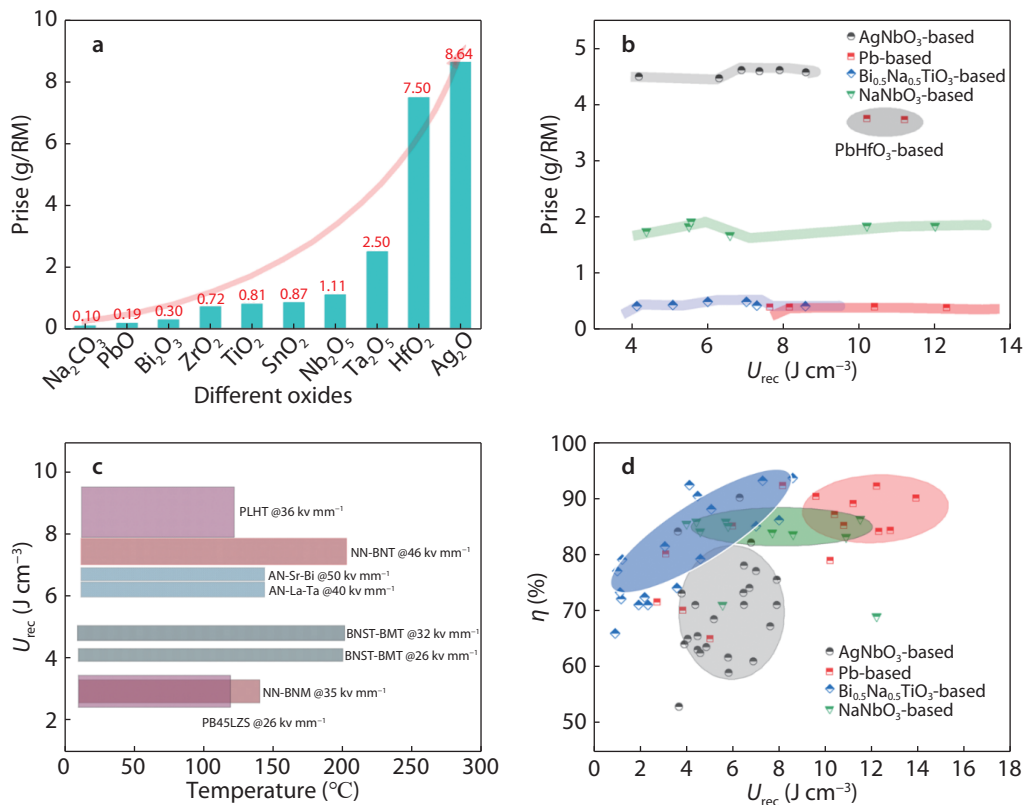 a
Prise (g/RM)
10
8
6
4
2
0
0.10
0.19
0.30
0.72
0.81
0.87
1.11
2.50
7.50
8.64
Na₂CO₃
PbO
Bi₂O₃
ZrO₂
TiO₂
SnO₂
Nb₂O₅
Ta₂O₅
HfO₂
Ag₂O
Different oxides
b
Prise (g/RM)
5
4
3
2
1
0
AgNbO₃-based
Pb-based
Bi₀.₅Na₀.₅TiO₃-based
NaNbO₃-based
PbHfO₃-based
4
6
8
10
12
14
U_rec (J cm⁻³)
c
U_rec (J cm⁻³)
10
8
6
4
2
PLHT @36 kv mm⁻¹
NN-BNT @46 kv mm⁻¹
AN-Sr-Bi @50 kv mm⁻¹
AN-La-Ta @40 kv mm⁻¹
BNST-BMT @32 kv mm⁻¹
BNST-BMT @26 kv mm⁻¹
NN-BNM @35 kv mm⁻¹
PB45LZS @26 kv mm⁻¹
0
50
100
150
200
250
300
Temperature (°C)
d
η (%)
100
90
80
70
60
50
AgNbO₃-based
Pb-based
Bi₀.₅Na₀.₅TiO₃-based
NaNbO₃-based
0
2
4
6
8
10
12
14
16
18
U_rec (J cm⁻³)